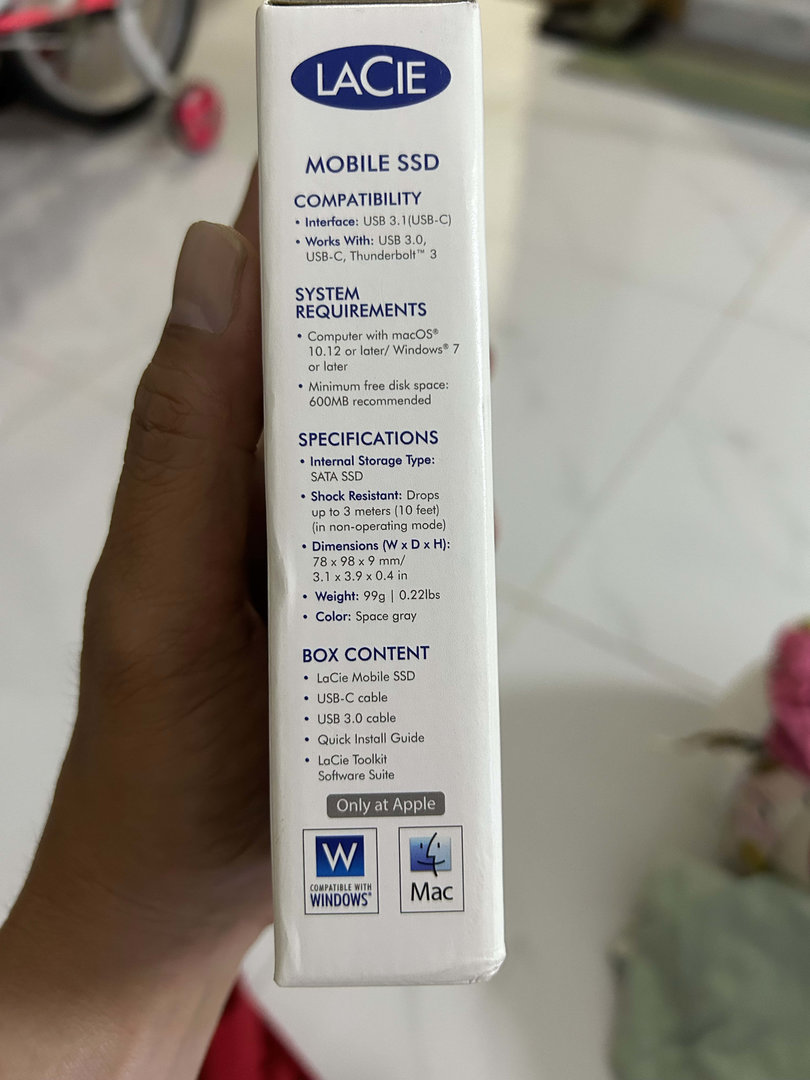 LACIE
MOBILE SSD
COMPATIBILITY
• Interface: USB 3.1(USB-C)
• Works With: USB 3.0,
USB-C, Thunderbolt™ 3
SYSTEM
REQUIREMENTS
• Computer with macOS®
10.12 or later/ Windows® 7
or later
• Minimum free disk space:
600MB recommended
SPECIFICATIONS
• Internal Storage Type:
SATA SSD
• Shock Resistant: Drops
up to 3 meters (10 feet)
(in non-operating mode)
• Dimensions (W x D x H):
78 x 98 x 9 mm/
3.1 x 3.9 x 0.4 in
• Weight: 99g | 0.22lbs
• Color: Space gray
BOX CONTENT
• LaCie Mobile SSD
• USB-C cable
• USB 3.0 cable
• Quick Install Guide
• LaCie Toolkit
Software Suite
Only at Apple
W
COMPATIBLE WITH
WINDOWS®
Mac